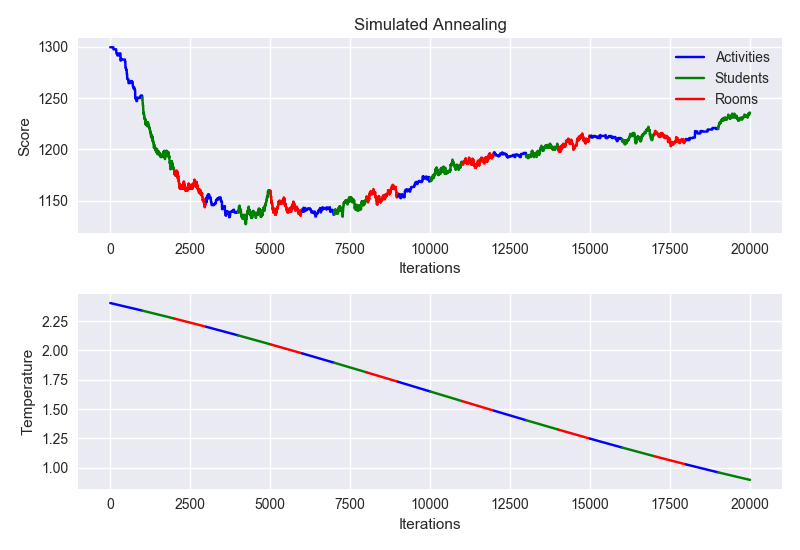 Simulated Annealing
Score
1300
1250
1200
1150
Activities
Students
Rooms
0 2500 5000 7500 10000 12500 15000 17500 20000
Iterations
Temperature
2.25
2.00
1.75
1.50
1.25
1.00
0 2500 5000 7500 10000 12500 15000 17500 20000
Iterations